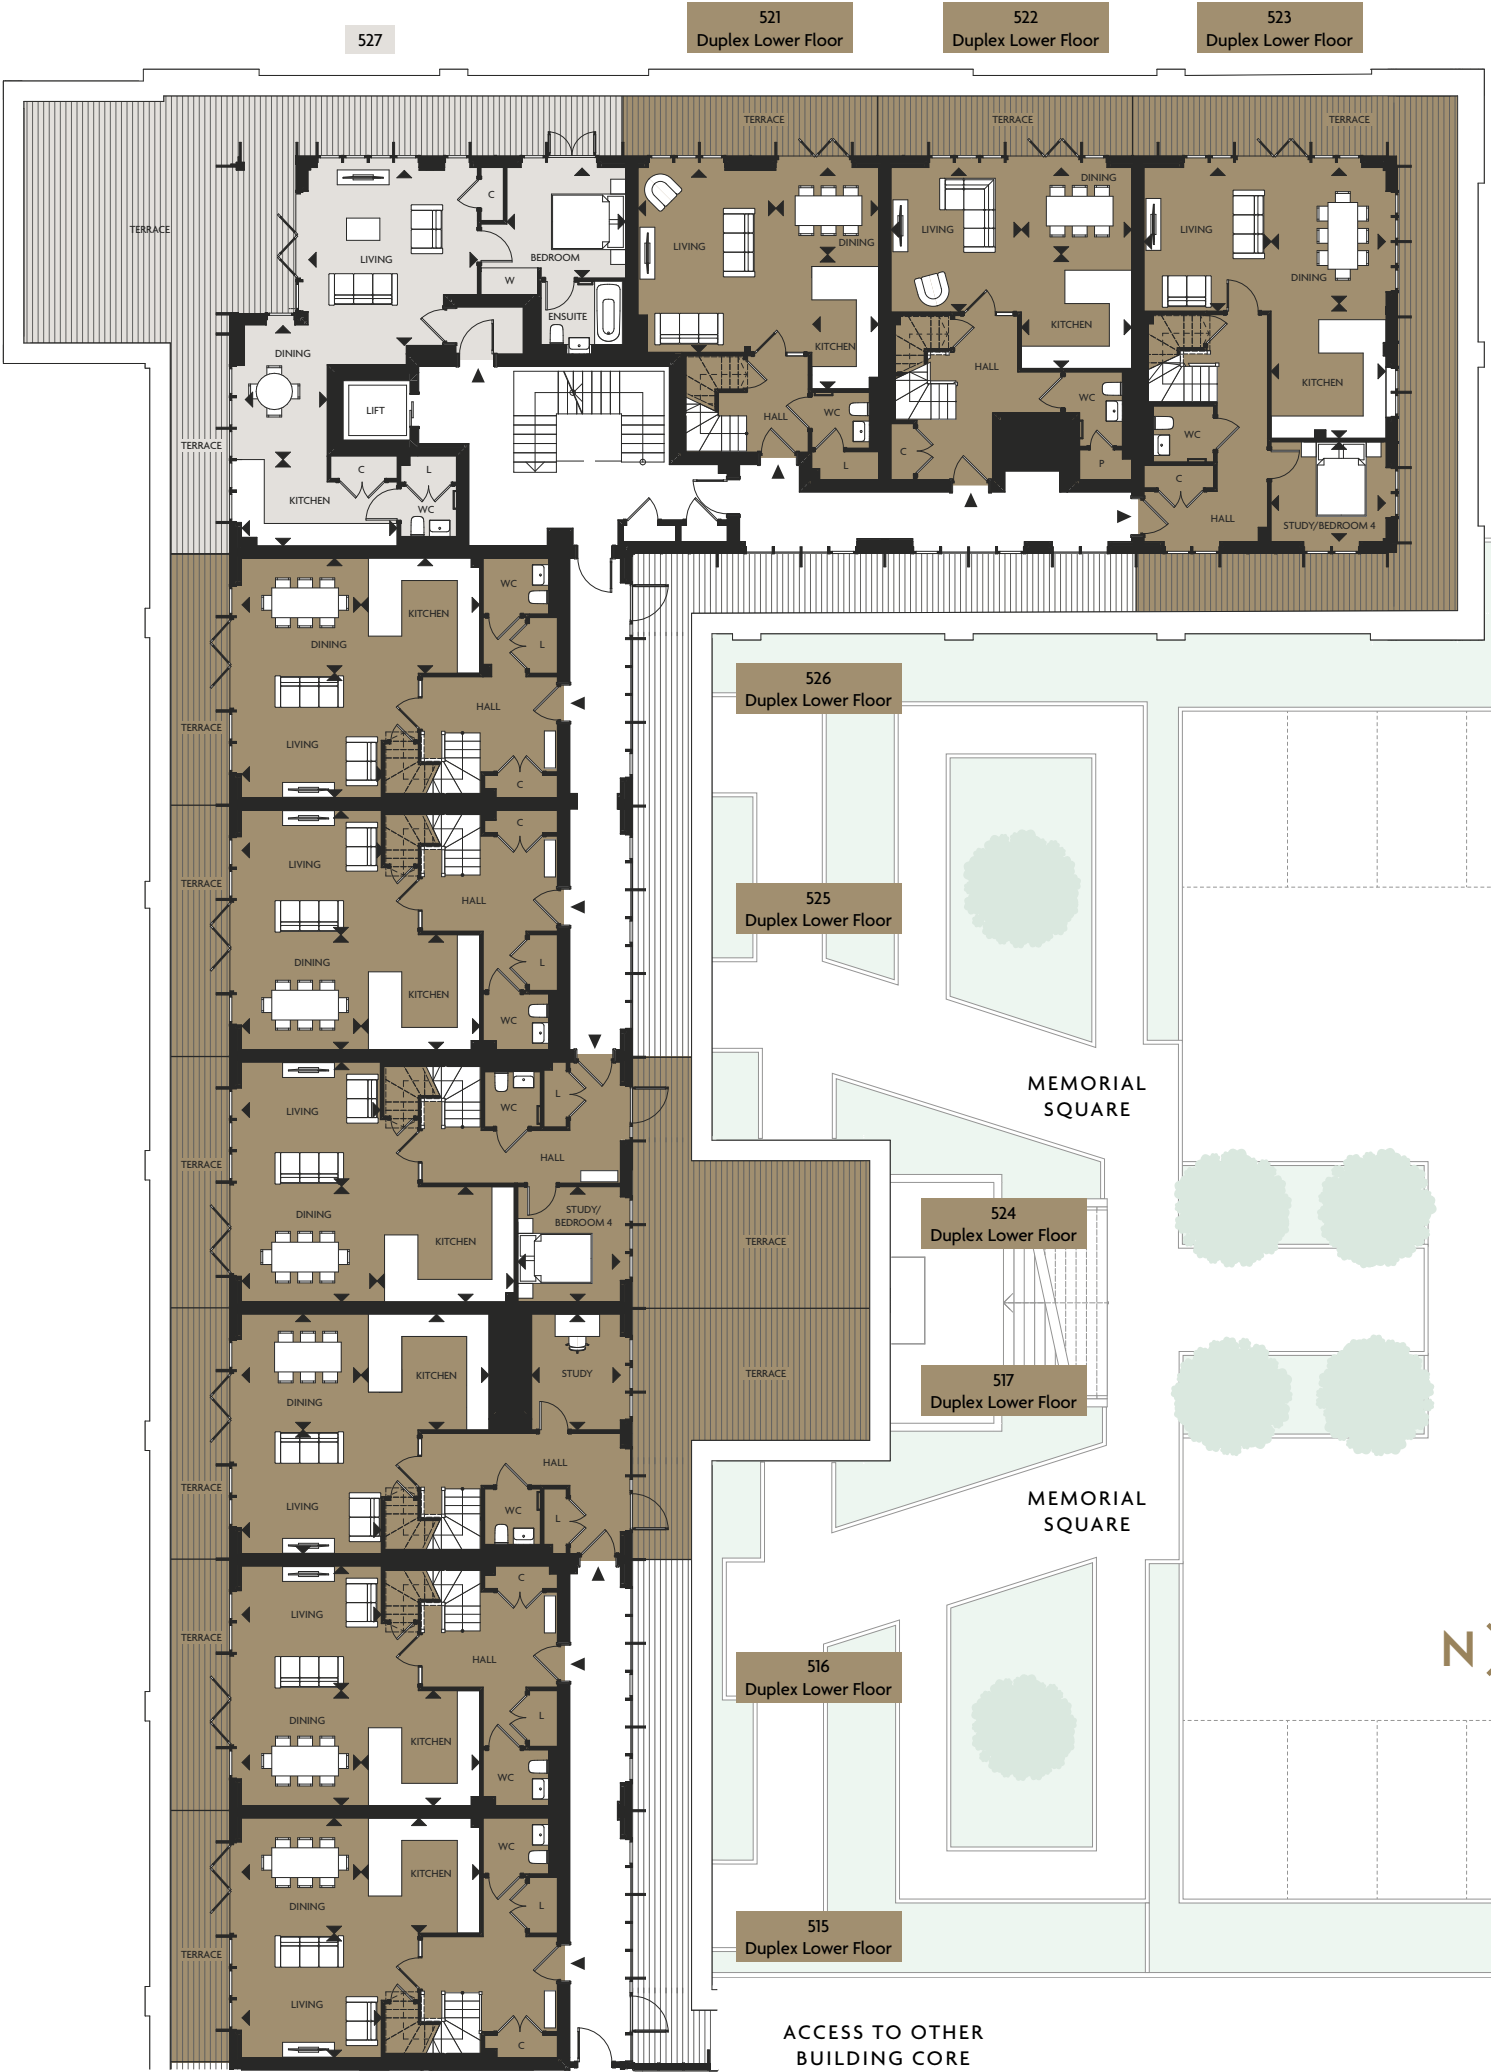 527
521
Duplex Lower Floor
522
Duplex Lower Floor
523
Duplex Lower Floor
TERRACE
TERRACE
TERRACE
TERRACE
LIVING
C
BEDROOM
W
ENSUITE
DINING
LIFT
KITCHEN
C
L
WC
TERRACE
LIVING
DINING
KITCHEN
HALL
WC
L
DINING
LIVING
KITCHEN
HALL
WC
C
P
LIVING
DINING
KITCHEN
WC
C
HALL
STUDY/BEDROOM 4
WC
KITCHEN
DINING
L
HALL
LIVING
C
TERRACE
526
Duplex Lower Floor
C
LIVING
TERRACE
HALL
DINING
L
KITCHEN
WC
525
Duplex Lower Floor
LIVING
WC
L
HALL
TERRACE
DINING
STUDY/
BEDROOM 4
KITCHEN
TERRACE
524
Duplex Lower Floor
MEMORIAL
SQUARE
KITCHEN
STUDY
DINING
TERRACE
517
Duplex Lower Floor
HALL
TERRACE
LIVING
WC
L
MEMORIAL
SQUARE
C
LIVING
TERRACE
HALL
DINING
L
KITCHEN
WC
516
Duplex Lower Floor
N
WC
KITCHEN
DINING
L
TERRACE
LIVING
C
515
Duplex Lower Floor
ACCESS TO OTHER
BUILDING CORE